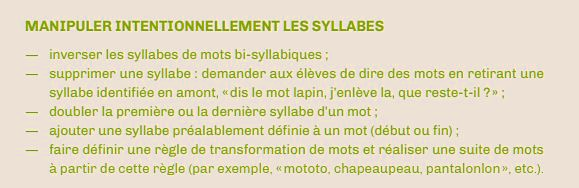 MANIPULER INTENTIONNELLEMENT LES SYLLABES
— inverser les syllabes de mots bi-syllabiques ;
— supprimer une syllabe : demander aux élèves de dire des mots en retirant une
syllabe identifiée en amont, « dis le mot lapin, j'enlève la, que reste-t-il ? » ;
— doubler la première ou la dernière syllabe d'un mot ;
— ajouter une syllabe préalablement définie à un mot (début ou fin) ;
— faire définir une règle de transformation de mots et réaliser une suite de mots
à partir de cette règle (par exemple, « mototo, chapeaupeau, pantalonlon », etc.).